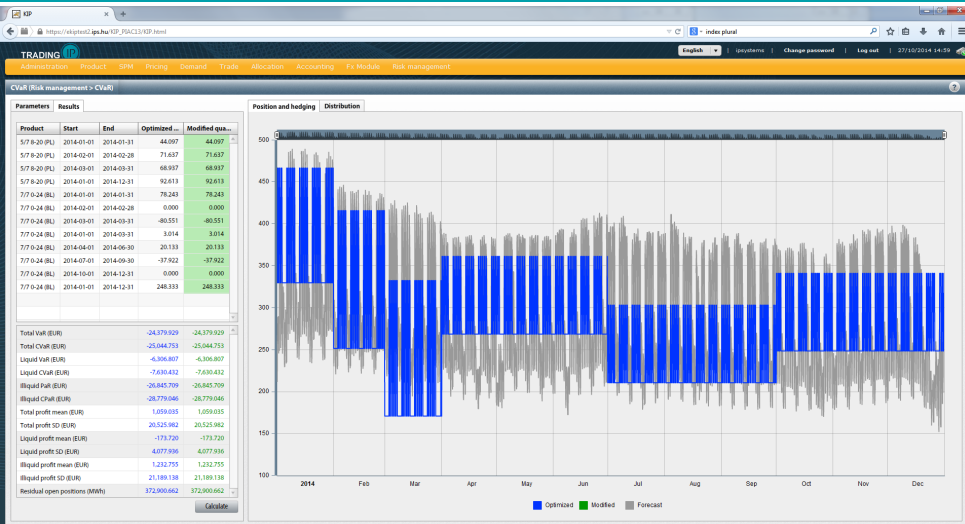 KIP
https://ekiptest2.ips.hu/KIP_PIAC13/KIP.html
index plural
TRADING IP
English | ipsystems | Change password | Log out | 27/10/2014 14:59
Administration Product SPM Pricing Demand Trade Allocation Accounting Fx Module Risk management
CVaR (Risk management > CVaR)
Parameters Results
Position and hedging Distribution
Product Start End Optimized ... Modified qua...
5/7 8-20 (PL) 2014-01-01 2014-01-31 44.097 44.097
5/7 8-20 (PL) 2014-02-01 2014-02-28 71.637 71.637
5/7 8-20 (PL) 2014-03-01 2014-03-31 68.937 68.937
5/7 8-20 (PL) 2014-01-01 2014-12-31 92.613 92.613
7/7 0-24 (BL) 2014-01-01 2014-01-31 78.243 78.243
7/7 0-24 (BL) 2014-02-01 2014-02-28 0.000 0.000
7/7 0-24 (BL) 2014-03-01 2014-03-31 -80.551 -80.551
7/7 0-24 (BL) 2014-01-01 2014-03-31 3.014 3.014
7/7 0-24 (BL) 2014-04-01 2014-06-30 20.133 20.133
7/7 0-24 (BL) 2014-07-01 2014-09-30 -37.922 -37.922
7/7 0-24 (BL) 2014-10-01 2014-12-31 0.000 0.000
7/7 0-24 (BL) 2014-01-01 2014-12-31 248.333 248.333
Total VaR (EUR) -24,379.929 -24,379.929
Total CVaR (EUR) -25,044.753 -25,044.753
Liquid VaR (EUR) -6,306.807 -6,306.807
Liquid CVaR (EUR) -7,630.432 -7,630.432
Illiquid PaR (EUR) -26,845.709 -26,845.709
Illiquid CPaR (EUR) -28,779.046 -28,779.046
Total profit mean (EUR) 1,059.035 1,059.035
Total profit SD (EUR) 20,525.982 20,525.982
Liquid profit mean (EUR) -173.720 -173.720
Liquid profit SD (EUR) 4,077.936 4,077.936
Illiquid profit mean (EUR) 1,232.755 1,232.755
Illiquid profit SD (EUR) 21,189.138 21,189.138
Residual open positions (MWh) 372,900.662 372,900.662
Calculate
500
450
400
350
300
250
200
150
100
2014 Feb Mar Apr May Jun Jul Aug Sep Oct Nov Dec
Optimized Modified Forecast